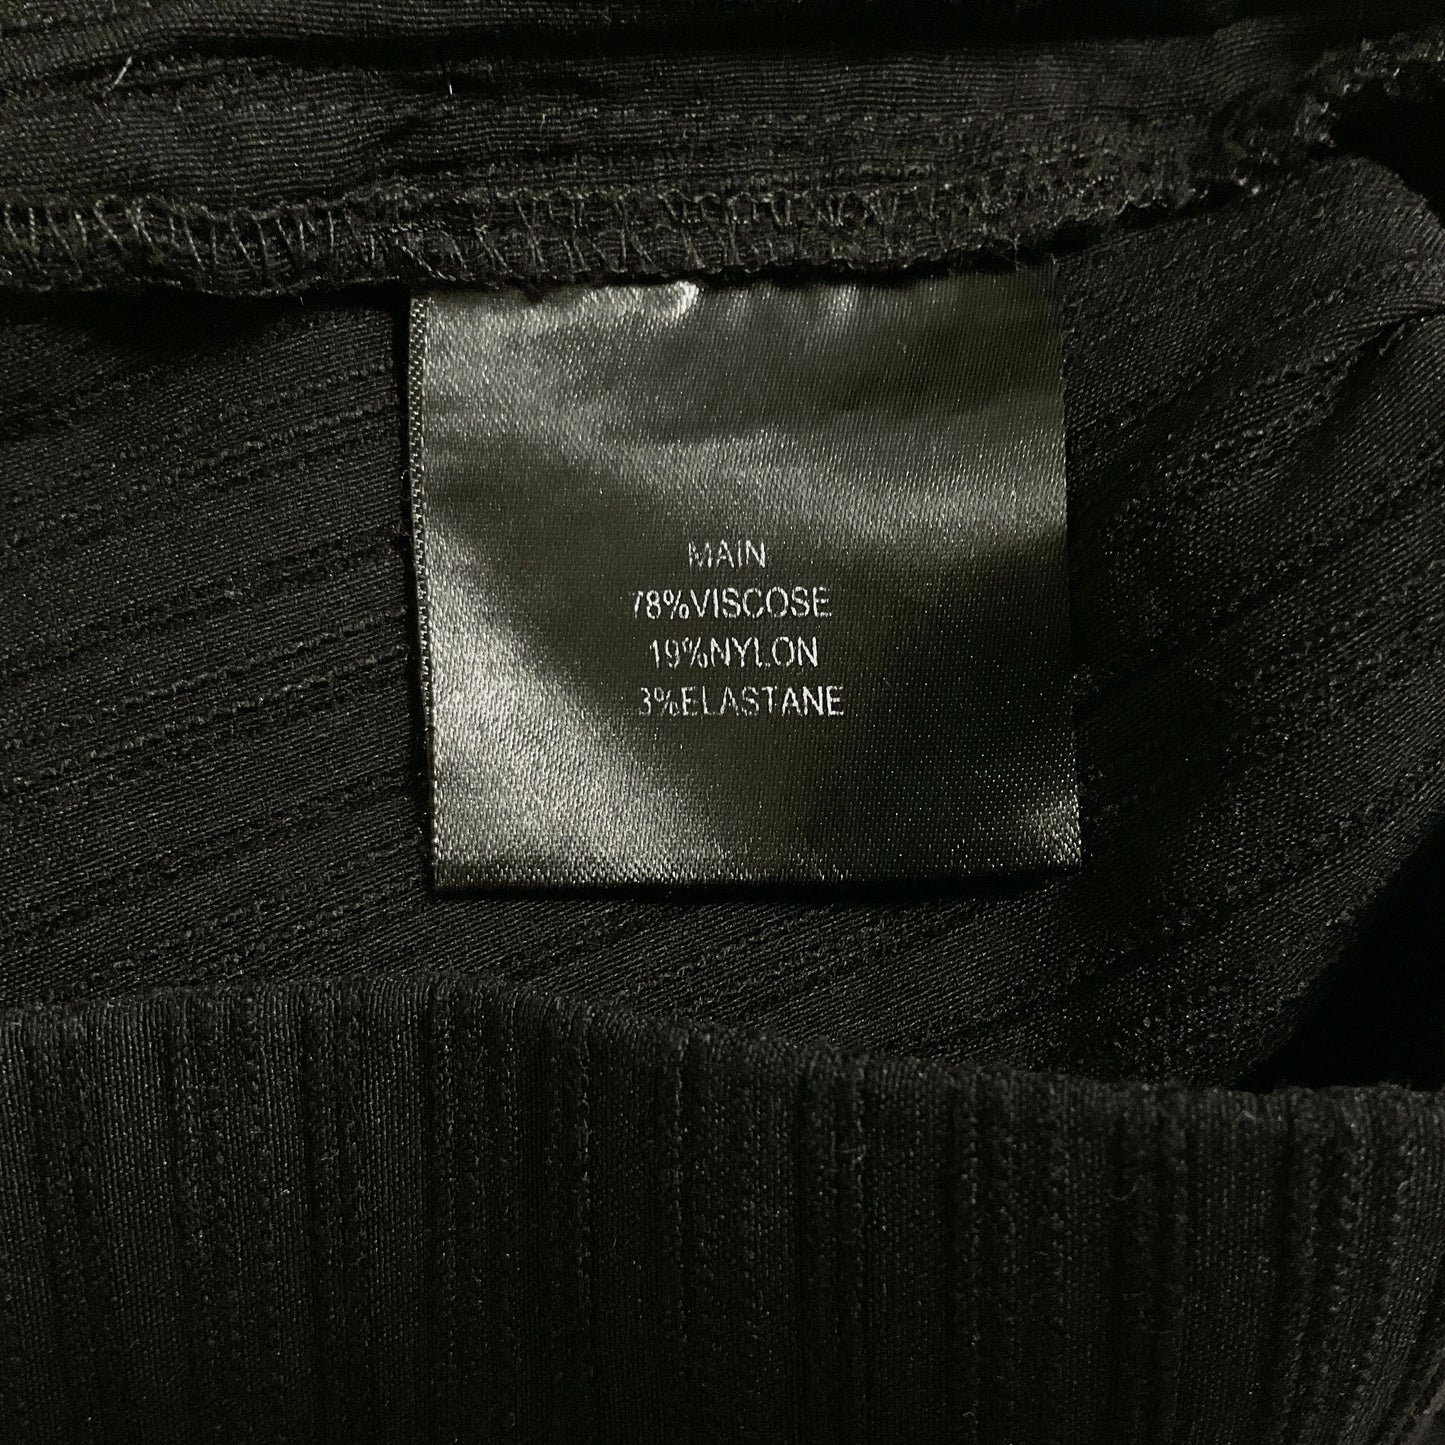 MAIN
78%VISCOSE
19%NYLON
3%ELASTANE